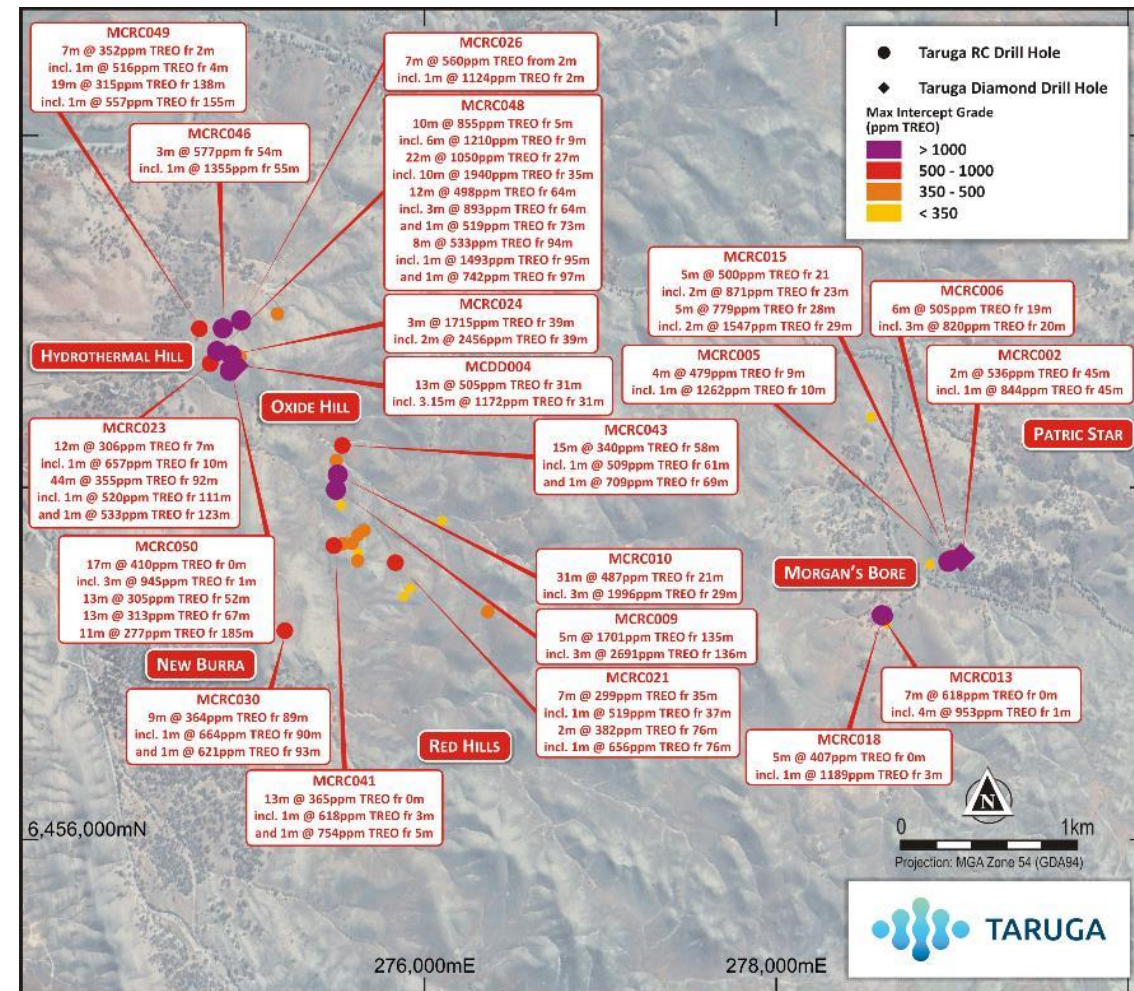 MCRC049
7m @ 352ppm TREO fr 2m
incl. 1m @ 516ppm TREO fr 4m
19m @ 315ppm TREO fr 138m
incl. 1m @ 557ppm TREO fr 155m
MCRC026
7m @ 560ppm TREO from 2m
incl. 1m @ 1124ppm TREO fr 2m
MCRC046
3m @ 577ppm fr 54m
incl. 1m @ 1355ppm fr 55m
MCRC048
10m @ 855ppm TREO fr 5m
incl. 6m @ 1210ppm TREO fr 9m
22m @ 1050ppm TREO fr 27m
incl. 10m @ 1940ppm TREO fr 35m
12m @ 498ppm TREO fr 64m
incl. 3m @ 893ppm TREO fr 64m
and 1m @ 519ppm TREO fr 73m
8m @ 533ppm TREO fr 94m
incl. 1m @ 1493ppm TREO fr 95m
and 1m @ 742ppm TREO fr 97m
Taruga RC Drill Hole
Taruga Diamond Drill Hole
Max Intercept Grade
(ppm TREO)
> 1000
500 - 1000
350 - 500
< 350
MCRC015
5m @ 500ppm TREO fr 21
incl. 2m @ 871ppm TREO fr 23m
5m @ 779ppm TREO fr 28m
incl. 2m @ 1547ppm TREO fr 29m
MCRC006
6m @ 505ppm TREO fr 19m
incl. 3m @ 820ppm TREO fr 20m
MCRC005
4m @ 479ppm TREO fr 9m
incl. 1m @ 1262ppm TREO fr 10m
MCRC002
2m @ 536ppm TREO fr 45m
incl. 1m @ 844ppm TREO fr 45m
MCRC024
3m @ 1715ppm TREO fr 39m
incl. 2m @ 2456ppm TREO fr 39m
HYDROTHERMAL HILL
MCDD004
13m @ 505ppm TREO fr 31m
incl. 3.15m @ 1172ppm TREO fr 31m
OXIDE HILL
PATRIC STAR
MCRC023
12m @ 306ppm TREO fr 7m
incl. 1m @ 657ppm TREO fr 10m
44m @ 355ppm TREO fr 92m
incl. 1m @ 520ppm TREO fr 111m
and 1m @ 533ppm TREO fr 123m
MCRC043
15m @ 340ppm TREO fr 58m
incl. 1m @ 509ppm TREO fr 61m
and 1m @ 709ppm TREO fr 69m
MCRC050
17m @ 410ppm TREO fr 0m
incl. 3m @ 945ppm TREO fr 1m
13m @ 305ppm TREO fr 52m
13m @ 313ppm TREO fr 67m
11m @ 277ppm TREO fr 185m
MCRC010
31m @ 487ppm TREO fr 21m
incl. 3m @ 1996ppm TREO fr 29m
MORGAN'S BORE
MCRC009
5m @ 1701ppm TREO fr 135m
incl. 3m @ 2691ppm TREO fr 136m
NEW BURRA
MCRC021
7m @ 299ppm TREO fr 35m
incl. 1m @ 519ppm TREO fr 37m
2m @ 382ppm TREO fr 76m
incl. 1m @ 656ppm TREO fr 76m
MCRC013
7m @ 618ppm TREO fr 0m
incl. 4m @ 953ppm TREO fr 1m
MCRC030
9m @ 364ppm TREO fr 89m
incl. 1m @ 664ppm TREO fr 90m
and 1m @ 621ppm TREO fr 93m
RED HILLS
MCRC018
5m @ 407ppm TREO fr 0m
incl. 1m @ 1189ppm TREO fr 3m
MCRC041
13m @ 365ppm TREO fr 0m
incl. 1m @ 618ppm TREO fr 3m
and 1m @ 754ppm TREO fr 5m
N
6,456,000mN
0 1km
Projection: MGA Zone 54 (GDA94)
TARUGA
276,000mE
278,000mE